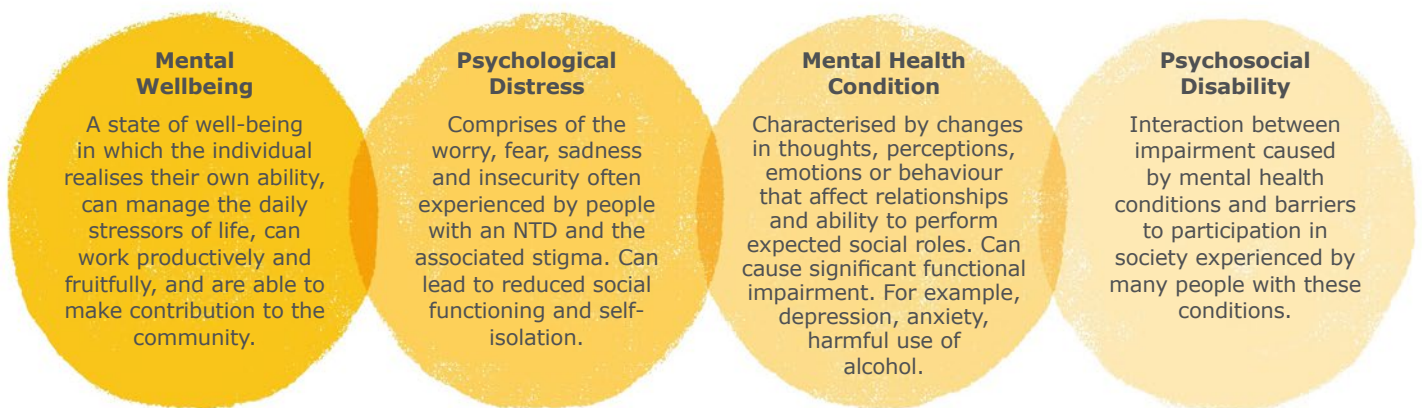 Mental
Wellbeing
A state of well-being
in which the individual
realises their own ability,
can manage the daily
stressors of life, can
work productively and
fruitfully, and are able to
make contribution to the
community.
Psychological
Distress
Comprises of the
worry, fear, sadness
and insecurity often
experienced by people
with an NTD and the
associated stigma. Can
lead to reduced social
functioning and self-
isolation.
Mental Health
Condition
Characterised by changes
in thoughts, perceptions,
emotions or behaviour
that affect relationships
and ability to perform
expected social roles. Can
cause significant functional
impairment. For example,
depression, anxiety,
harmful use of
alcohol.
Psychosocial
Disability
Interaction between
impairment caused
by mental health
conditions and barriers
to participation in
society experienced by
many people with these
conditions.